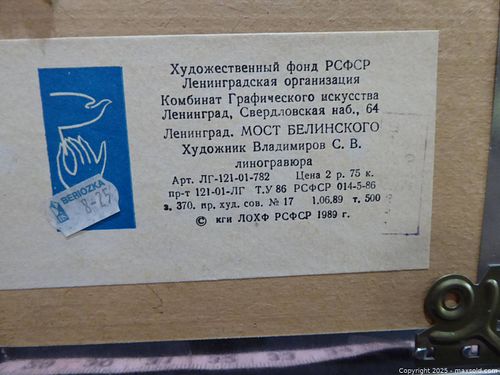 Художественный фонд РСФСР
Ленинградская организация
Комбинат Графического искусства
Ленинград, Свердловская наб., 64
Ленинград. МОСТ БЕЛИНСКОГО
Художник Владимиров С. В.
линогравюра
Арт. ЛГ-121-01-782 Цена 2 р. 75 к.
пр-т 121-01-ЛГ Т.У 86 РСФСР 014-5-86
з. 370. пр. худ. сов. № 17 1.06.89 т. 500
© кги ЛОХФ РСФСР 1989 г.
BERIOZKA
8-25
33
Copyright © 2025 - maxsold.com